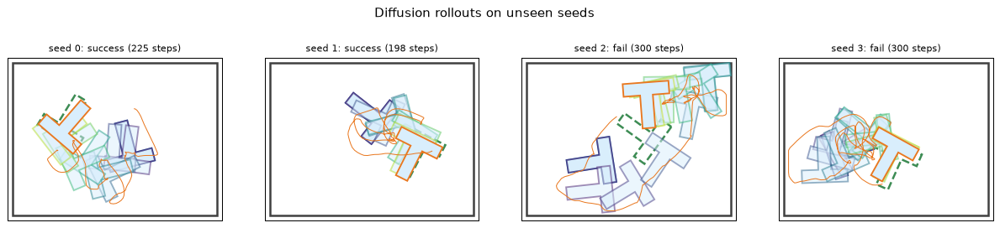 Diffusion rollouts on unseen seeds
seed 0: success (225 steps)
seed 1: success (198 steps)
seed 2: fail (300 steps)
seed 3: fail (300 steps)